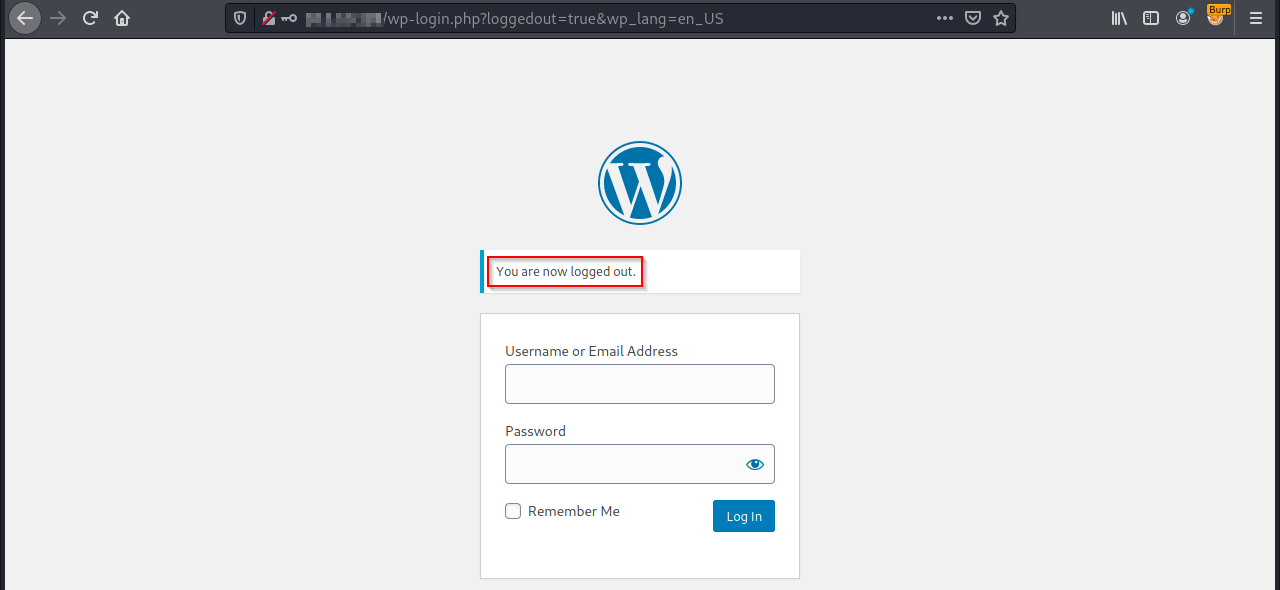 Burp
/wp-login.php?loggedout=true&wp_lang=en_US
You are now logged out.
Username or Email Address
Password
Remember Me
Log In